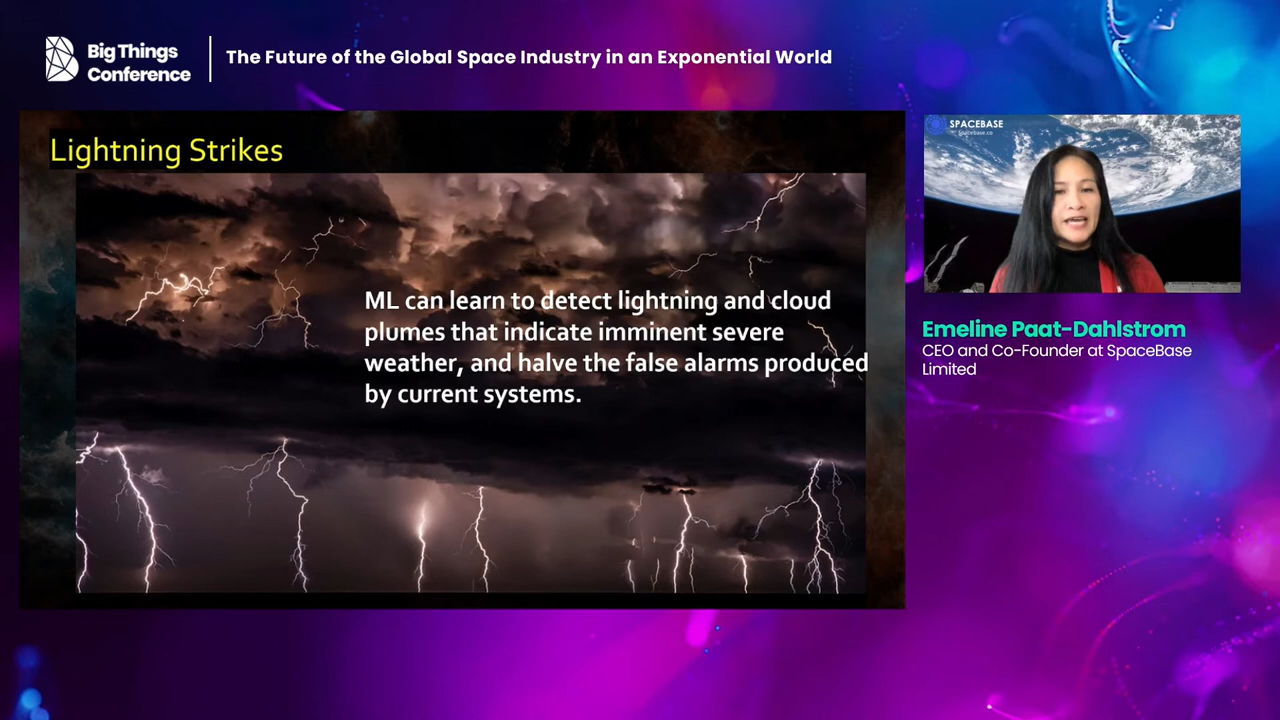 Big Things
Conference
The Future of the Global Space Industry in an Exponential World
Lightning Strikes
ML can learn to detect lightning and cloud
plumes that indicate imminent severe
weather, and halve the false alarms produced
by current systems.
SPACEBASE
Spacebase.co
Emeline Paat-Dahlstrom
CEO and Co-Founder at SpaceBase
Limited